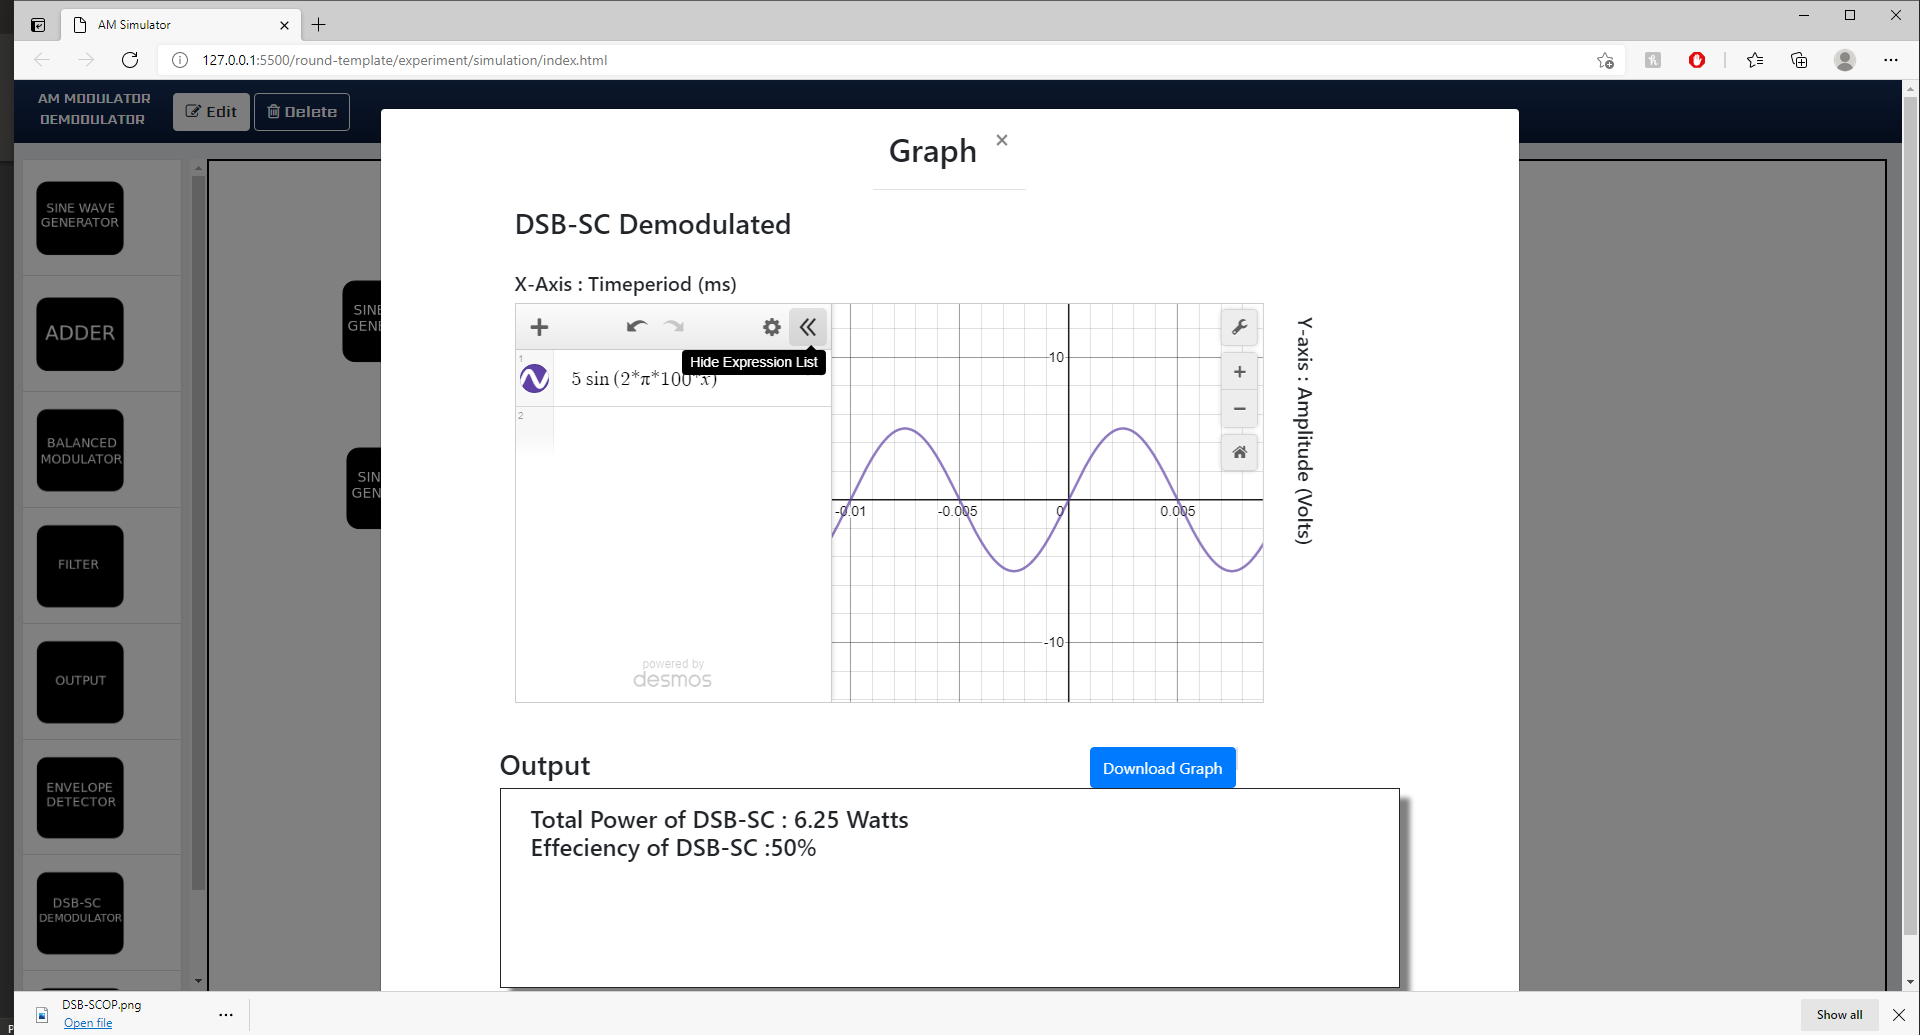 AM Simulator
127.0.0.1:5500/round-template/experiment/simulation/index.html
AM MODULATOR
DEMODULATOR
Edit
Delete
SINE WAVE
GENERATOR
ADDER
BALANCED
MODULATOR
FILTER
OUTPUT
ENVELOPE
DETECTOR
DSB-SC
DEMODULATOR
SINE
GENE
SIN
GEN
Graph ×
DSB-SC Demodulated
X-Axis : Timeperiod (ms)
Hide Expression List
1
5 sin (2*π*100*x)
2
powered by
desmos
10
-0.01
-0.005
0
0.005
-10
Y-axis : Amplitude (Volts)
Output
Download Graph
Total Power of DSB-SC : 6.25 Watts
Effeciency of DSB-SC :50%
DSB-SCOP.png
Open file
Show all